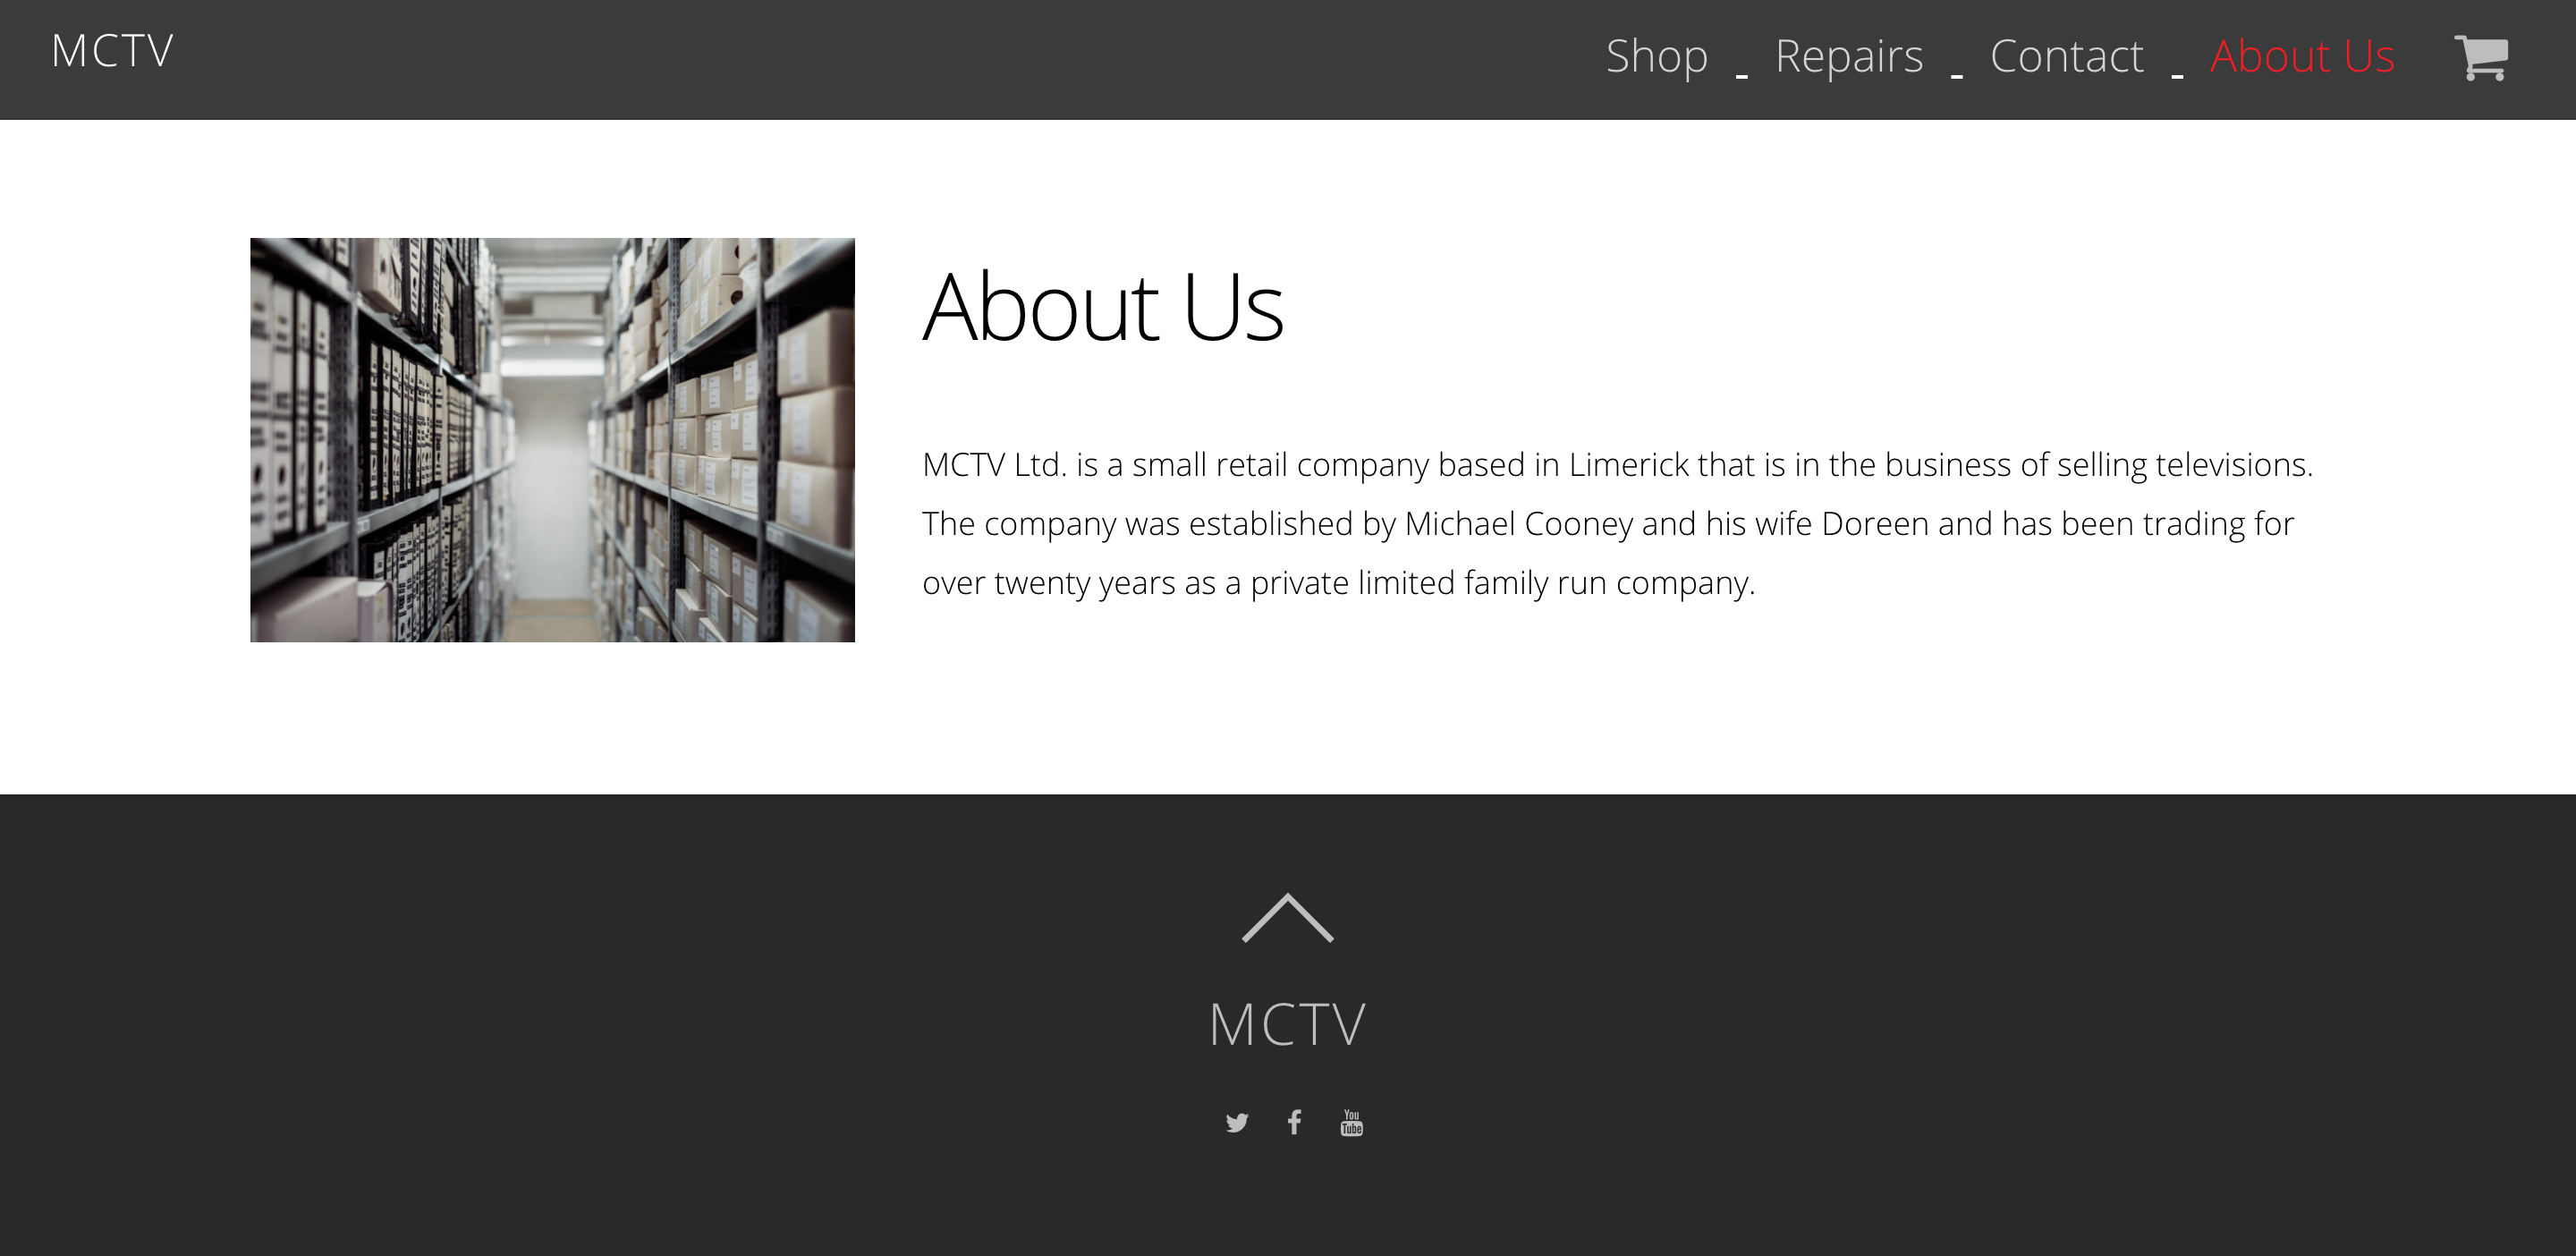 MCTV
Shop - Repairs - Contact - About Us
About Us
MCTV Ltd. is a small retail company based in Limerick that is in the business of selling televisions.
The company was established by Michael Cooney and his wife Doreen and has been trading for
over twenty years as a private limited family run company.
MCTV
You
Tube